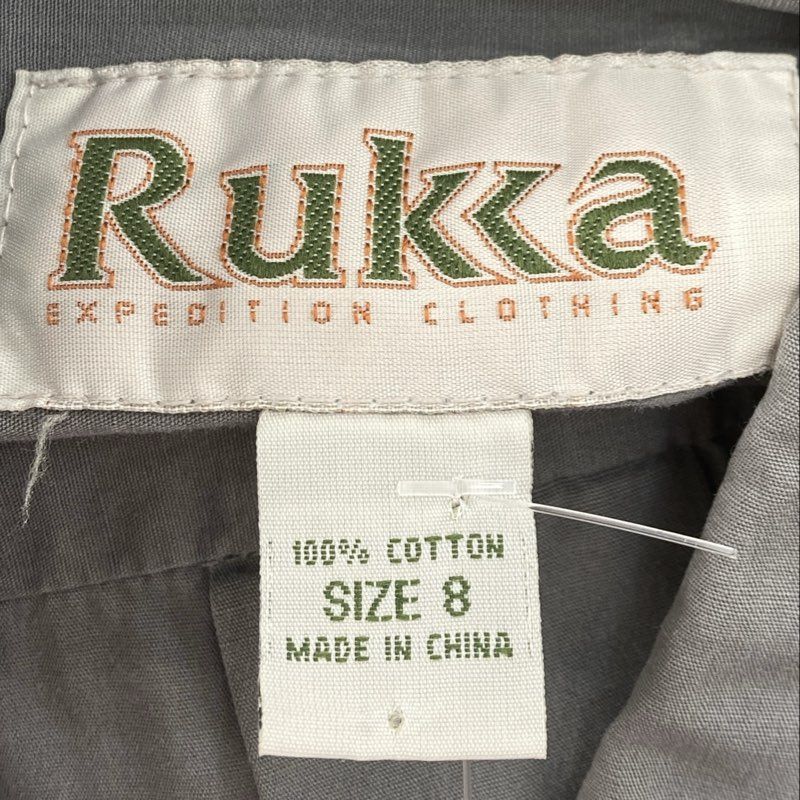 Rukka
EXPEDITION CLOTHING
100% COTTON
SIZE 8
MADE IN CHINA